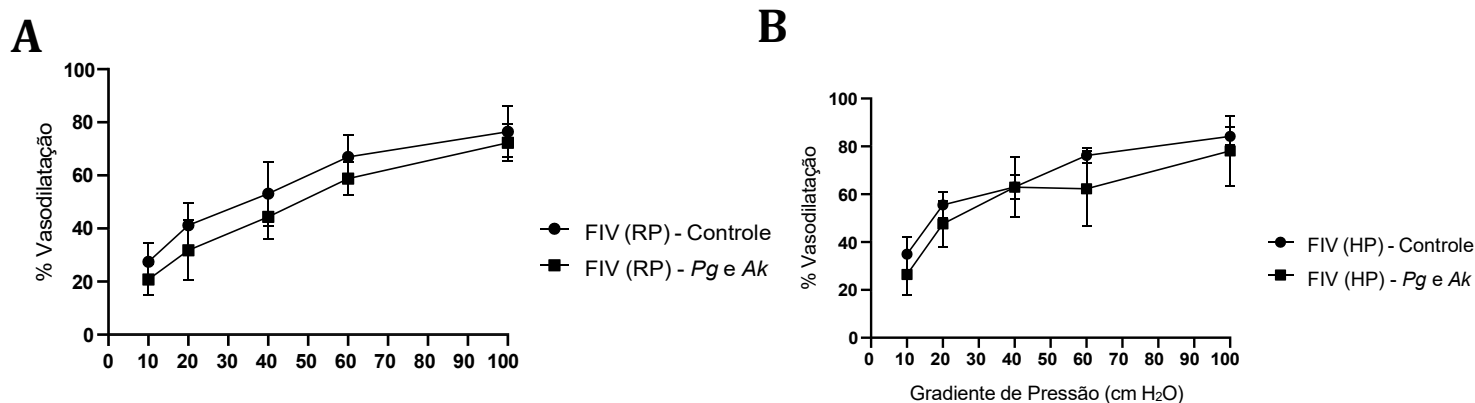 A
% Vasodilatação
100
80
60
40
20
0
0 10 20 30 40 50 60 70 80 90 100
FIV (RP) - Controle
FIV (RP) - Pg e Ak
B
% Vasodilatação
100
80
60
40
20
0
0 10 20 30 40 50 60 70 80 90 100
Gradiente de Pressão (cm H₂O)
FIV (HP) - Controle
FIV (HP) - Pg e Ak